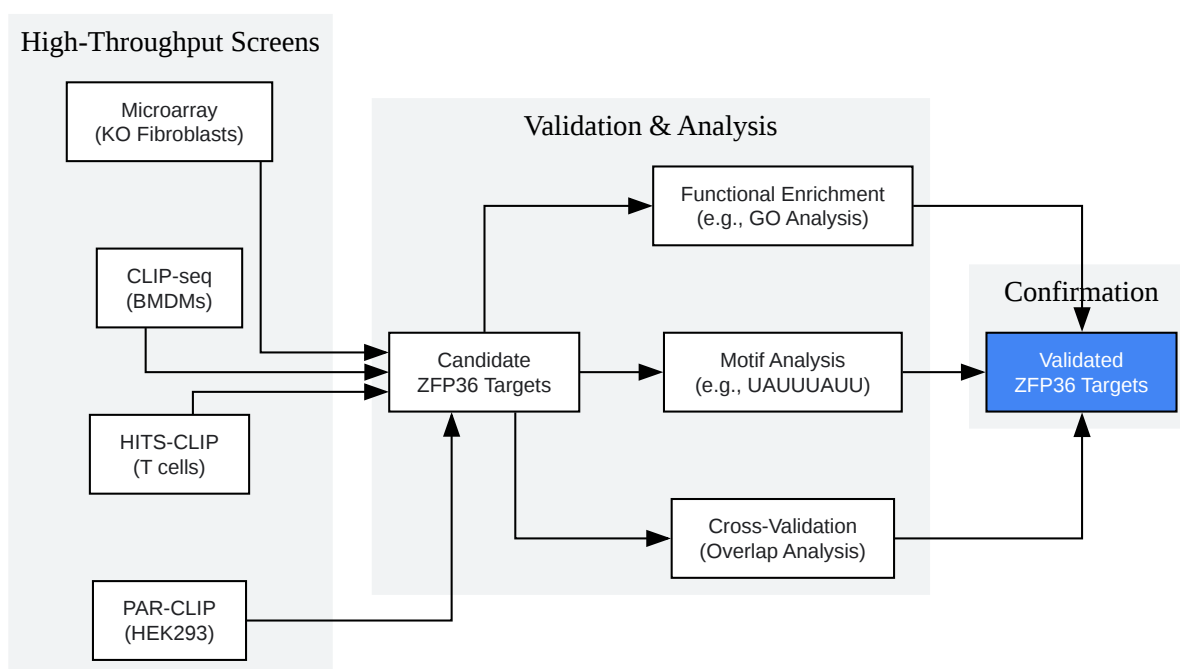 High-Throughput Screens
Microarray
(KO Fibroblasts)
CLIP-seq
(BMDMs)
HITS-CLIP
(T cells)
PAR-CLIP
(HEK293)
Validation & Analysis
Candidate
ZFP36 Targets
Functional Enrichment
(e.g., GO Analysis)
Motif Analysis
(e.g., UAUUUAUU)
Cross-Validation
(Overlap Analysis)
Confirmation
Validated
ZFP36 Targets